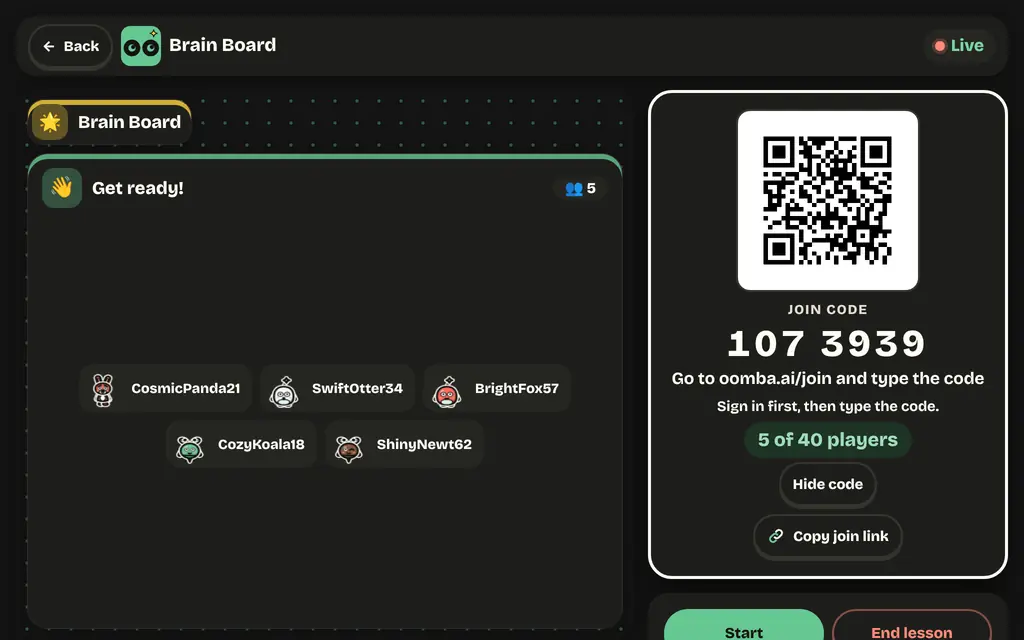 Back
Brain Board
Live
Brain Board
Get ready!
5
CosmicPanda21
SwiftOtter34
BrightFox57
CozyKoala18
ShinyNewt62
JOIN CODE
107 3939
Go to oomba.ai/join and type the code
Sign in first, then type the code.
5 of 40 players
Hide code
Copy join link
Start
End lesson